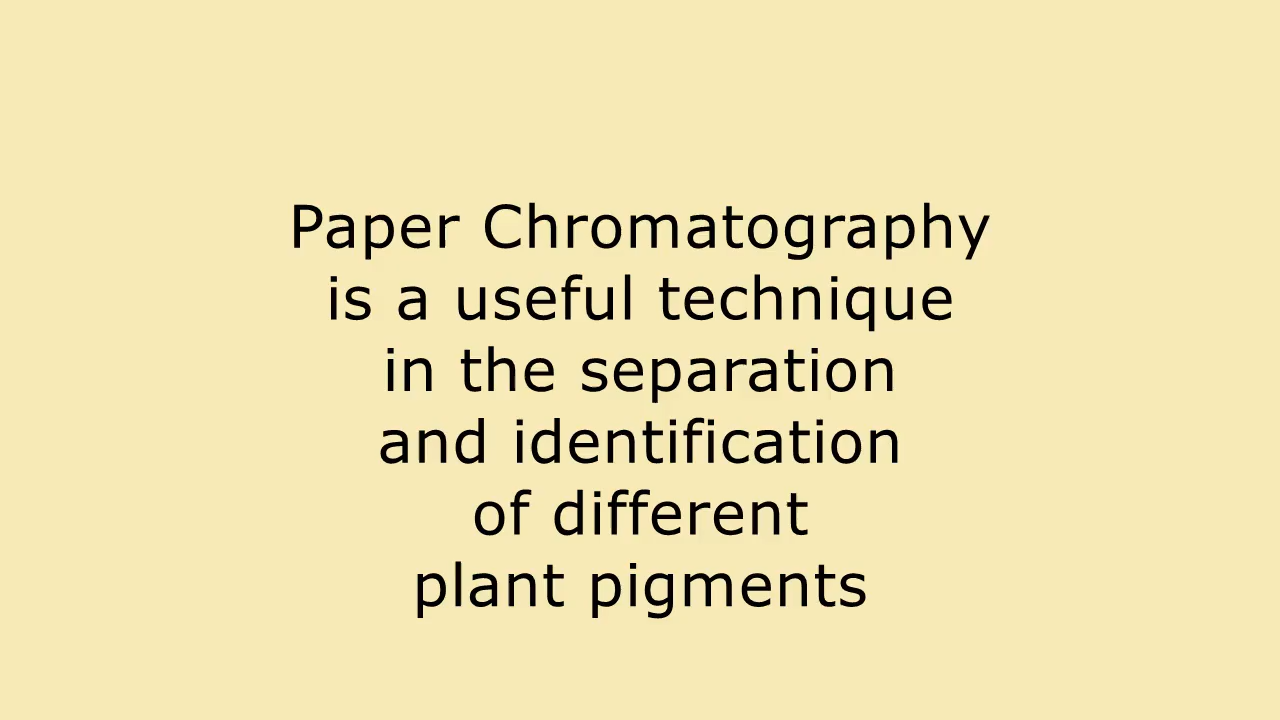 Paper Chromatography
is a useful technique
in the separation
and identification
of different
plant pigments